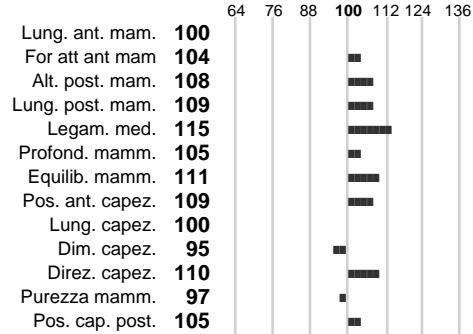 64 76 88 100 112 124 136
Lung. ant. mam. 100
For att ant mam 104
Alt. post. mam. 108
Lung. post. mam. 109
Legam. med. 115
Profond. mamm. 105
Equilib. mamm. 111
Pos. ant. capez. 109
Lung. capez. 100
Dim. capez. 95
Direz. capez. 110
Purezza mamm. 97
Pos. cap. post. 105